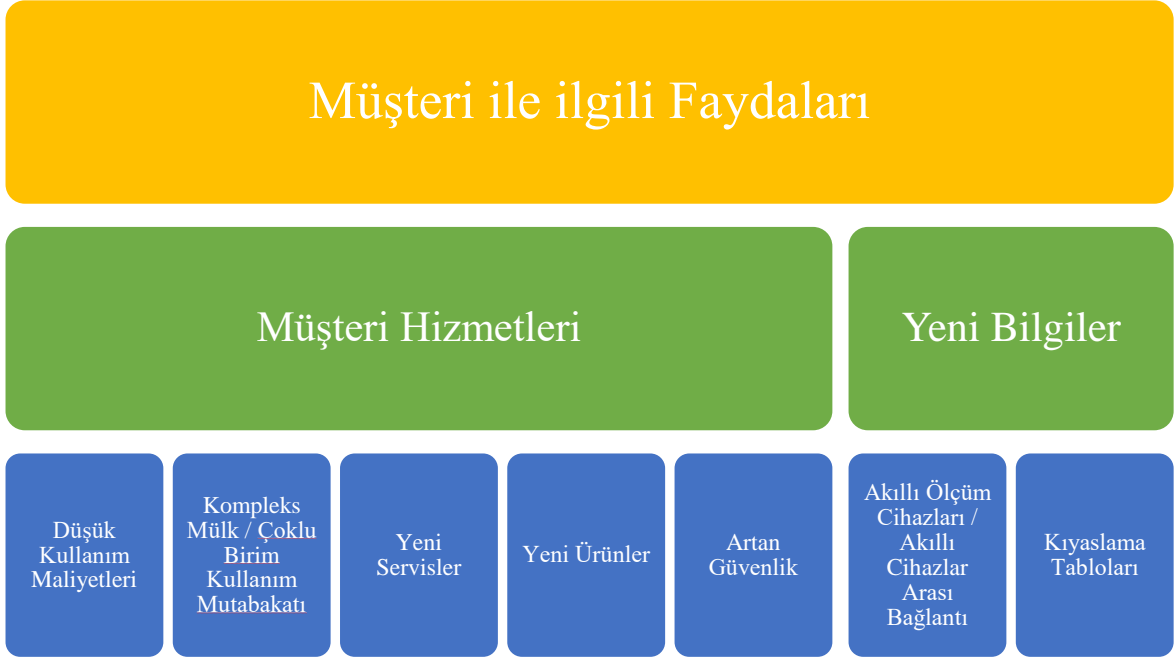 Müşteri ile ilgili Faydaları
Müşteri Hizmetleri
Yeni Bilgiler
Düşük
Kullanım
Maliyetleri
Kompleks
Mülk / Çoklu
Birim
Kullanım
Mutabakatı
Yeni
Servisler
Yeni Ürünler
Artan
Güvenlik
Akıllı Ölçüm
Cihazları /
Akıllı
Cihazlar
Arası
Bağlantı
Kıyaslama
Tabloları